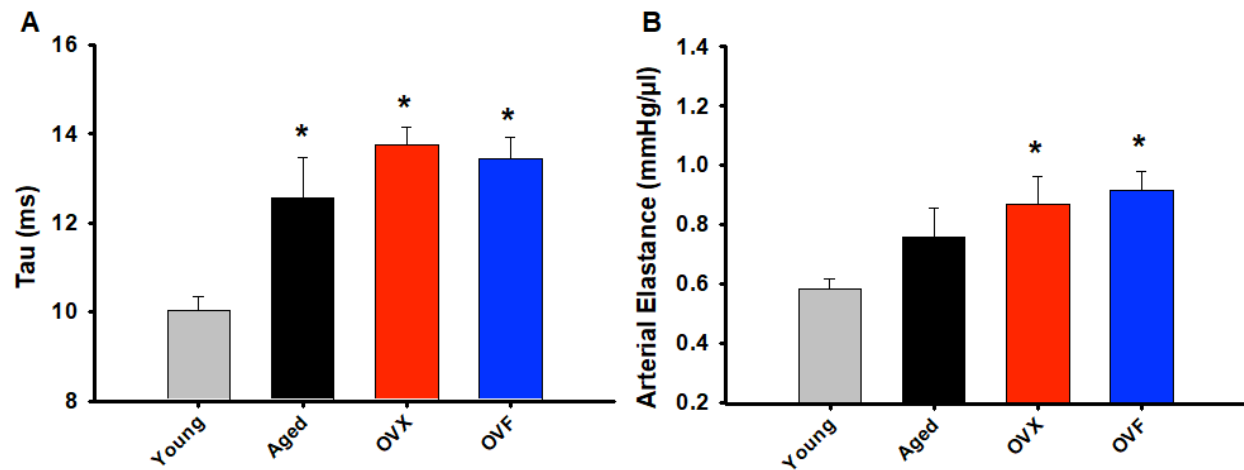 A
Tau (ms)
16
14
12
10
8
*
*
*
Young
Aged
OVX
OVF
B
Arterial Elastance (mmHg/µl)
1.4
1.2
1.0
0.8
0.6
0.4
0.2
*
*
Young
Aged
OVX
OVF